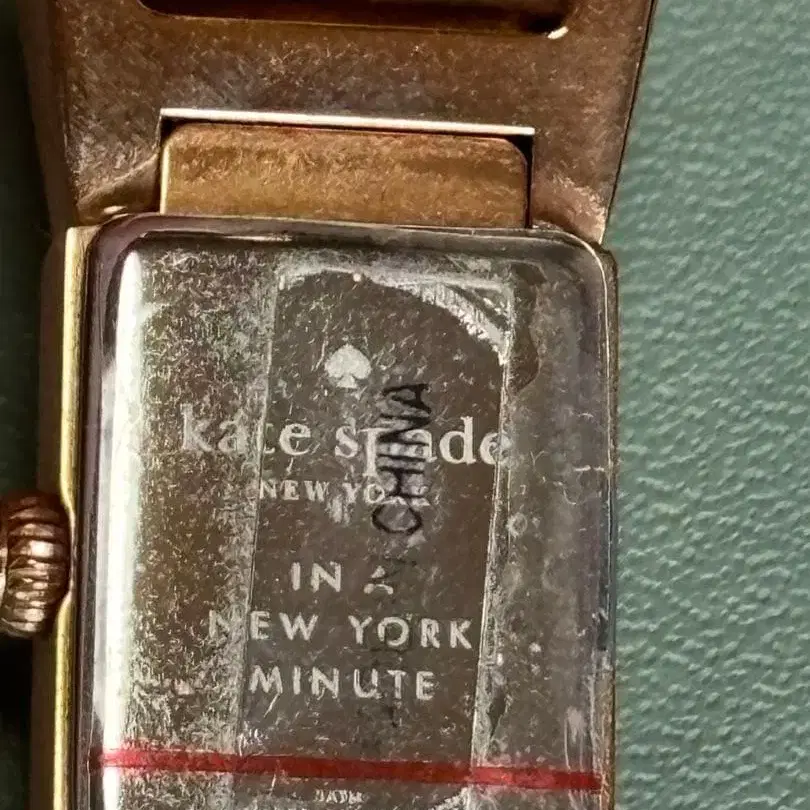 kate spade
NEW YORK
IN A
NEW YORK
MINUTE
CHINA